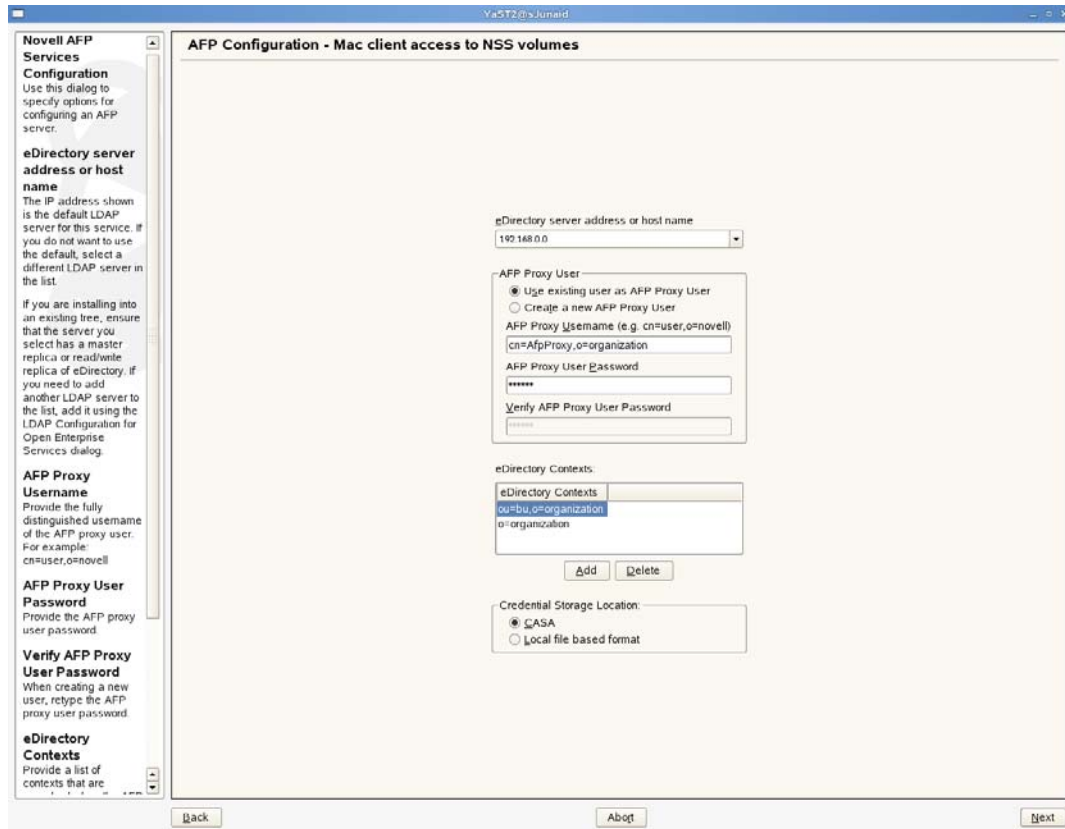 YaST2@sJunaid
Novell AFP
Services
Configuration
Use this dialog to
specify options for
configuring an AFP
server.
eDirectory server
address or host
name
The IP address shown
is the default LDAP
server for this service. If
you do not want to use
the default, select a
different LDAP server in
the list.
If you are installing into
an existing tree, ensure
that the server you
select has a master
replica or read/write
replica of eDirectory. If
you need to add
another LDAP server to
the list, add it using the
LDAP Configuration for
Open Enterprise
Services dialog.
AFP Proxy
Username
Provide the fully
distinguished username
of the AFP proxy user.
For example:
cn=user,o=novell
AFP Proxy User
Password
Provide the AFP proxy
user password.
Verify AFP Proxy
User Password
When creating a new
user, retype the AFP
proxy user password.
eDirectory
Contexts
Provide a list of
contexts that are
AFP Configuration - Mac client access to NSS volumes
eDirectory server address or host name
192.168.0.0
AFP Proxy User
Use existing user as AFP Proxy User
Create a new AFP Proxy User
AFP Proxy Username (e.g. cn=user,o=novell)
cn=AfpProxy,o=organization
AFP Proxy User Password
******
Verify AFP Proxy User Password
******
eDirectory Contexts:
eDirectory Contexts
ou=bu,o=organization
o=organization
Add Delete
Credential Storage Location:
CASA
Local file based format
Back Abort Next